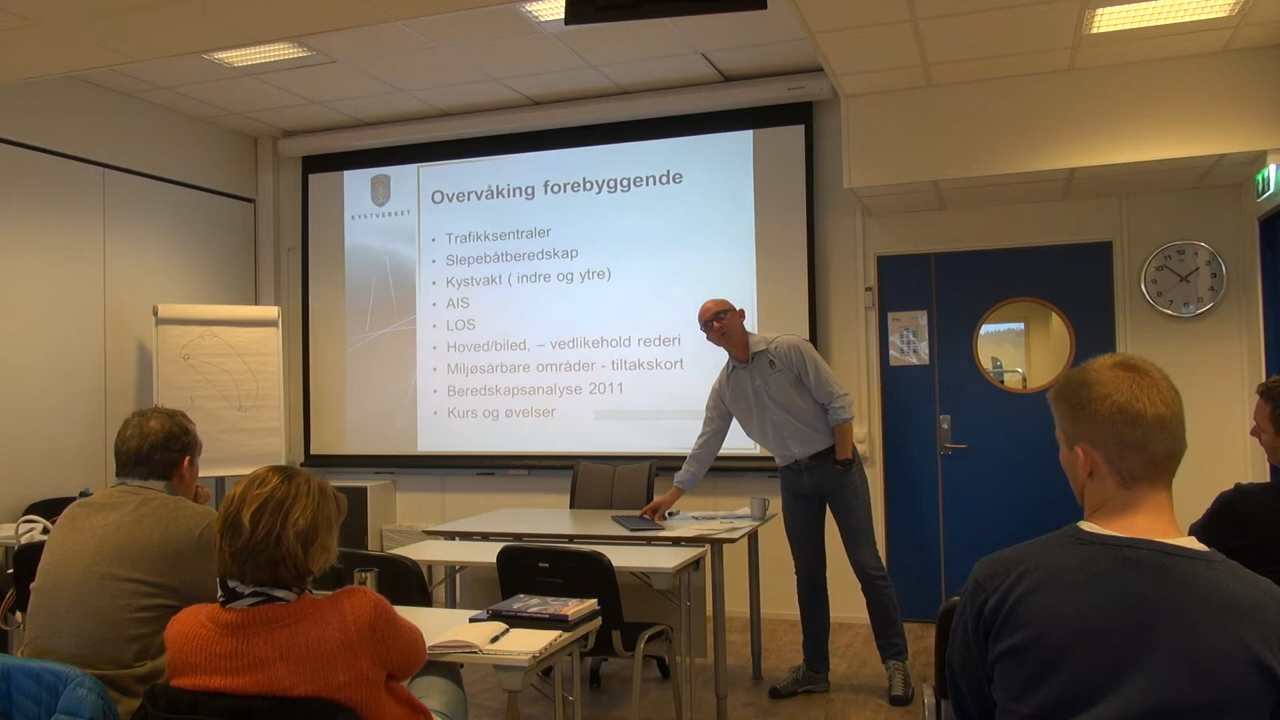 KYSTVERKET
Overvåking forebyggende
• Trafikksentraler
• Slepebåtberedskap
• Kystvakt ( indre og ytre)
• AIS
• LOS
• Hoved/biled, – vedlikehold rederi
• Miljøsårbare områder - tiltakskort
• Beredskapsanalyse 2011
• Kurs og øvelser